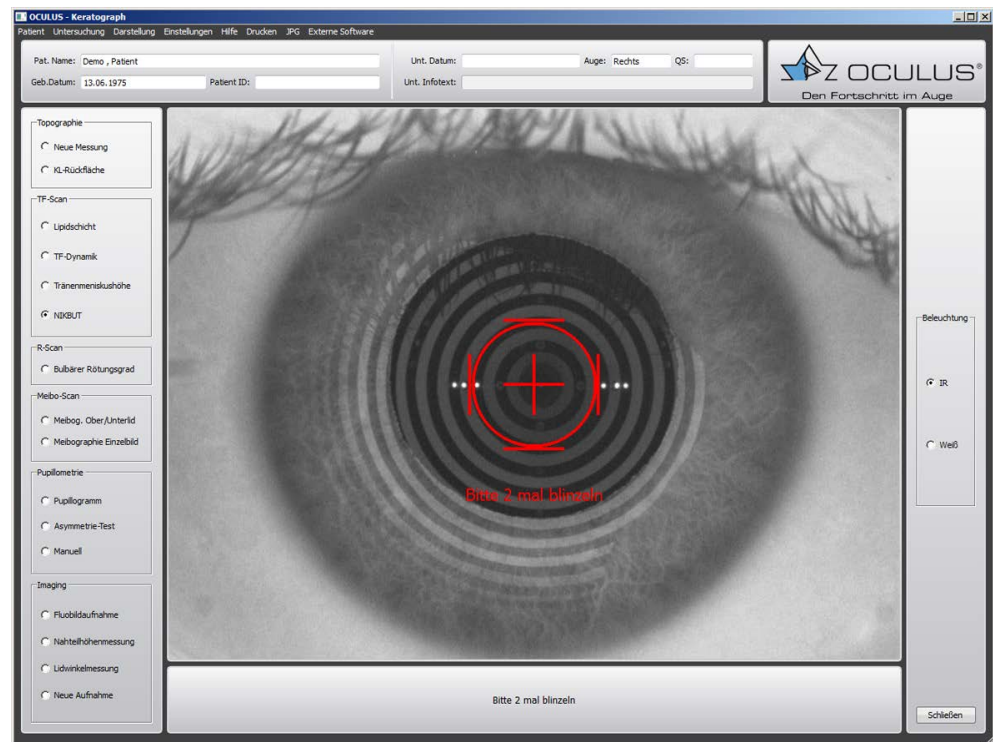 OCULUS - Keratograph
Patient Untersuchung Darstellung Einstellungen Hilfe Drucken JPG Externe Software
Pat. Name: Demo , Patient
Unt. Datum: Auge: Rechts QS:
Geb.Datum: 13.06.1975 Patient ID:
Unt. Infotext:
OCULUS®
Den Fortschritt im Auge
Topographie
Neue Messung
KL-Rückfläche
TF-Scan
Lipidschicht
TF-Dynamik
Tränenmeniskushöhe
NIKBUT
R-Scan
Bulbärer Rötungsgrad
Meibo-Scan
Meibog. Ober/Unterlid
Meibographie Einzelbild
Pupillometrie
Pupillogramm
Asymmetrie-Test
Manuell
Imaging
Fluobildaufnahme
Nahteilhöhenmessung
Lidwinkelmessung
Neue Aufnahme
Bitte 2 mal blinzeln
Bitte 2 mal blinzeln
Beleuchtung
IR
Weiß
Schließen